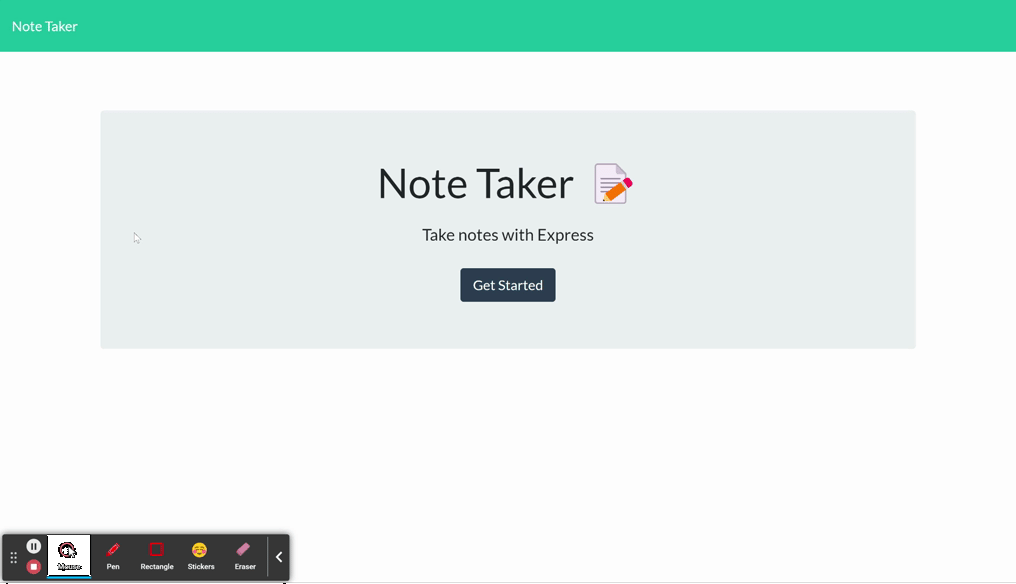 Note Taker
Note Taker
Take notes with Express
Get Started
Mouse
Pen
Rectangle
Stickers
Eraser